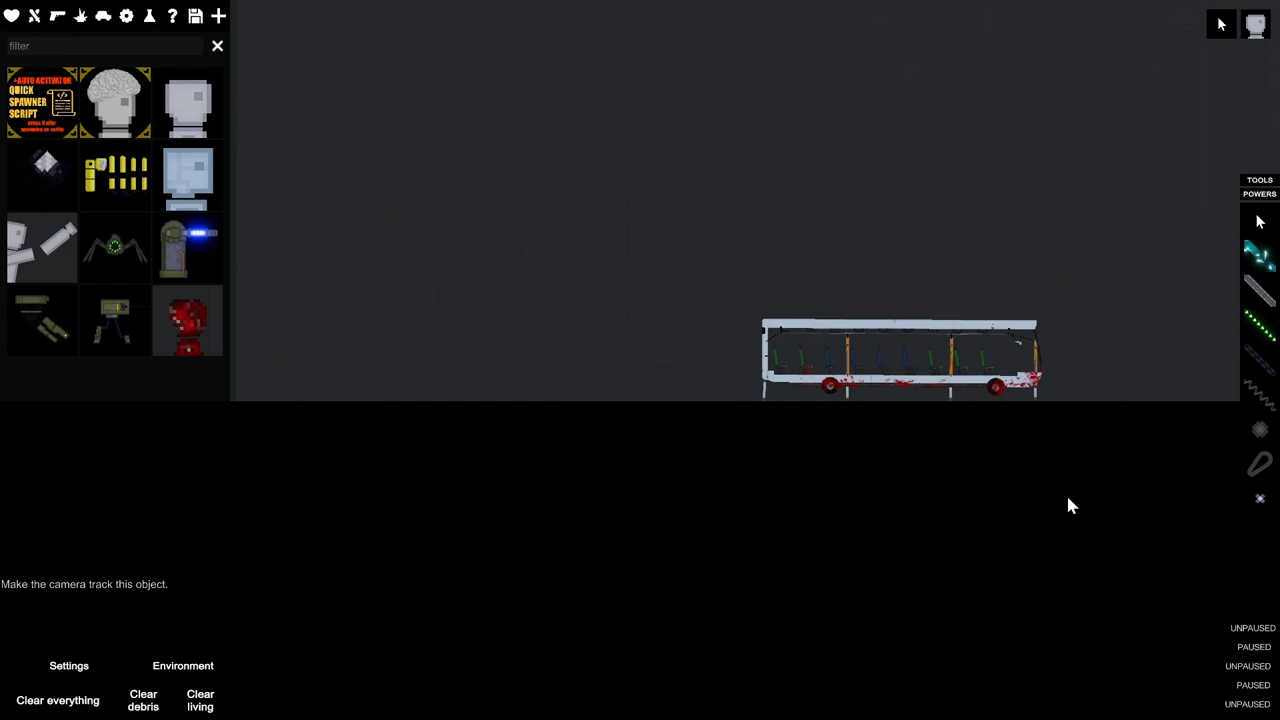 filter
+AUTO ACTIVATOR
QUICK
SPAWNER
SCRIPT
TOOLS
POWERS
Make the camera track this object.
UNPAUSED
PAUSED
UNPAUSED
PAUSED
UNPAUSED
Settings
Environment
Clear everything
Clear
debris
Clear
living